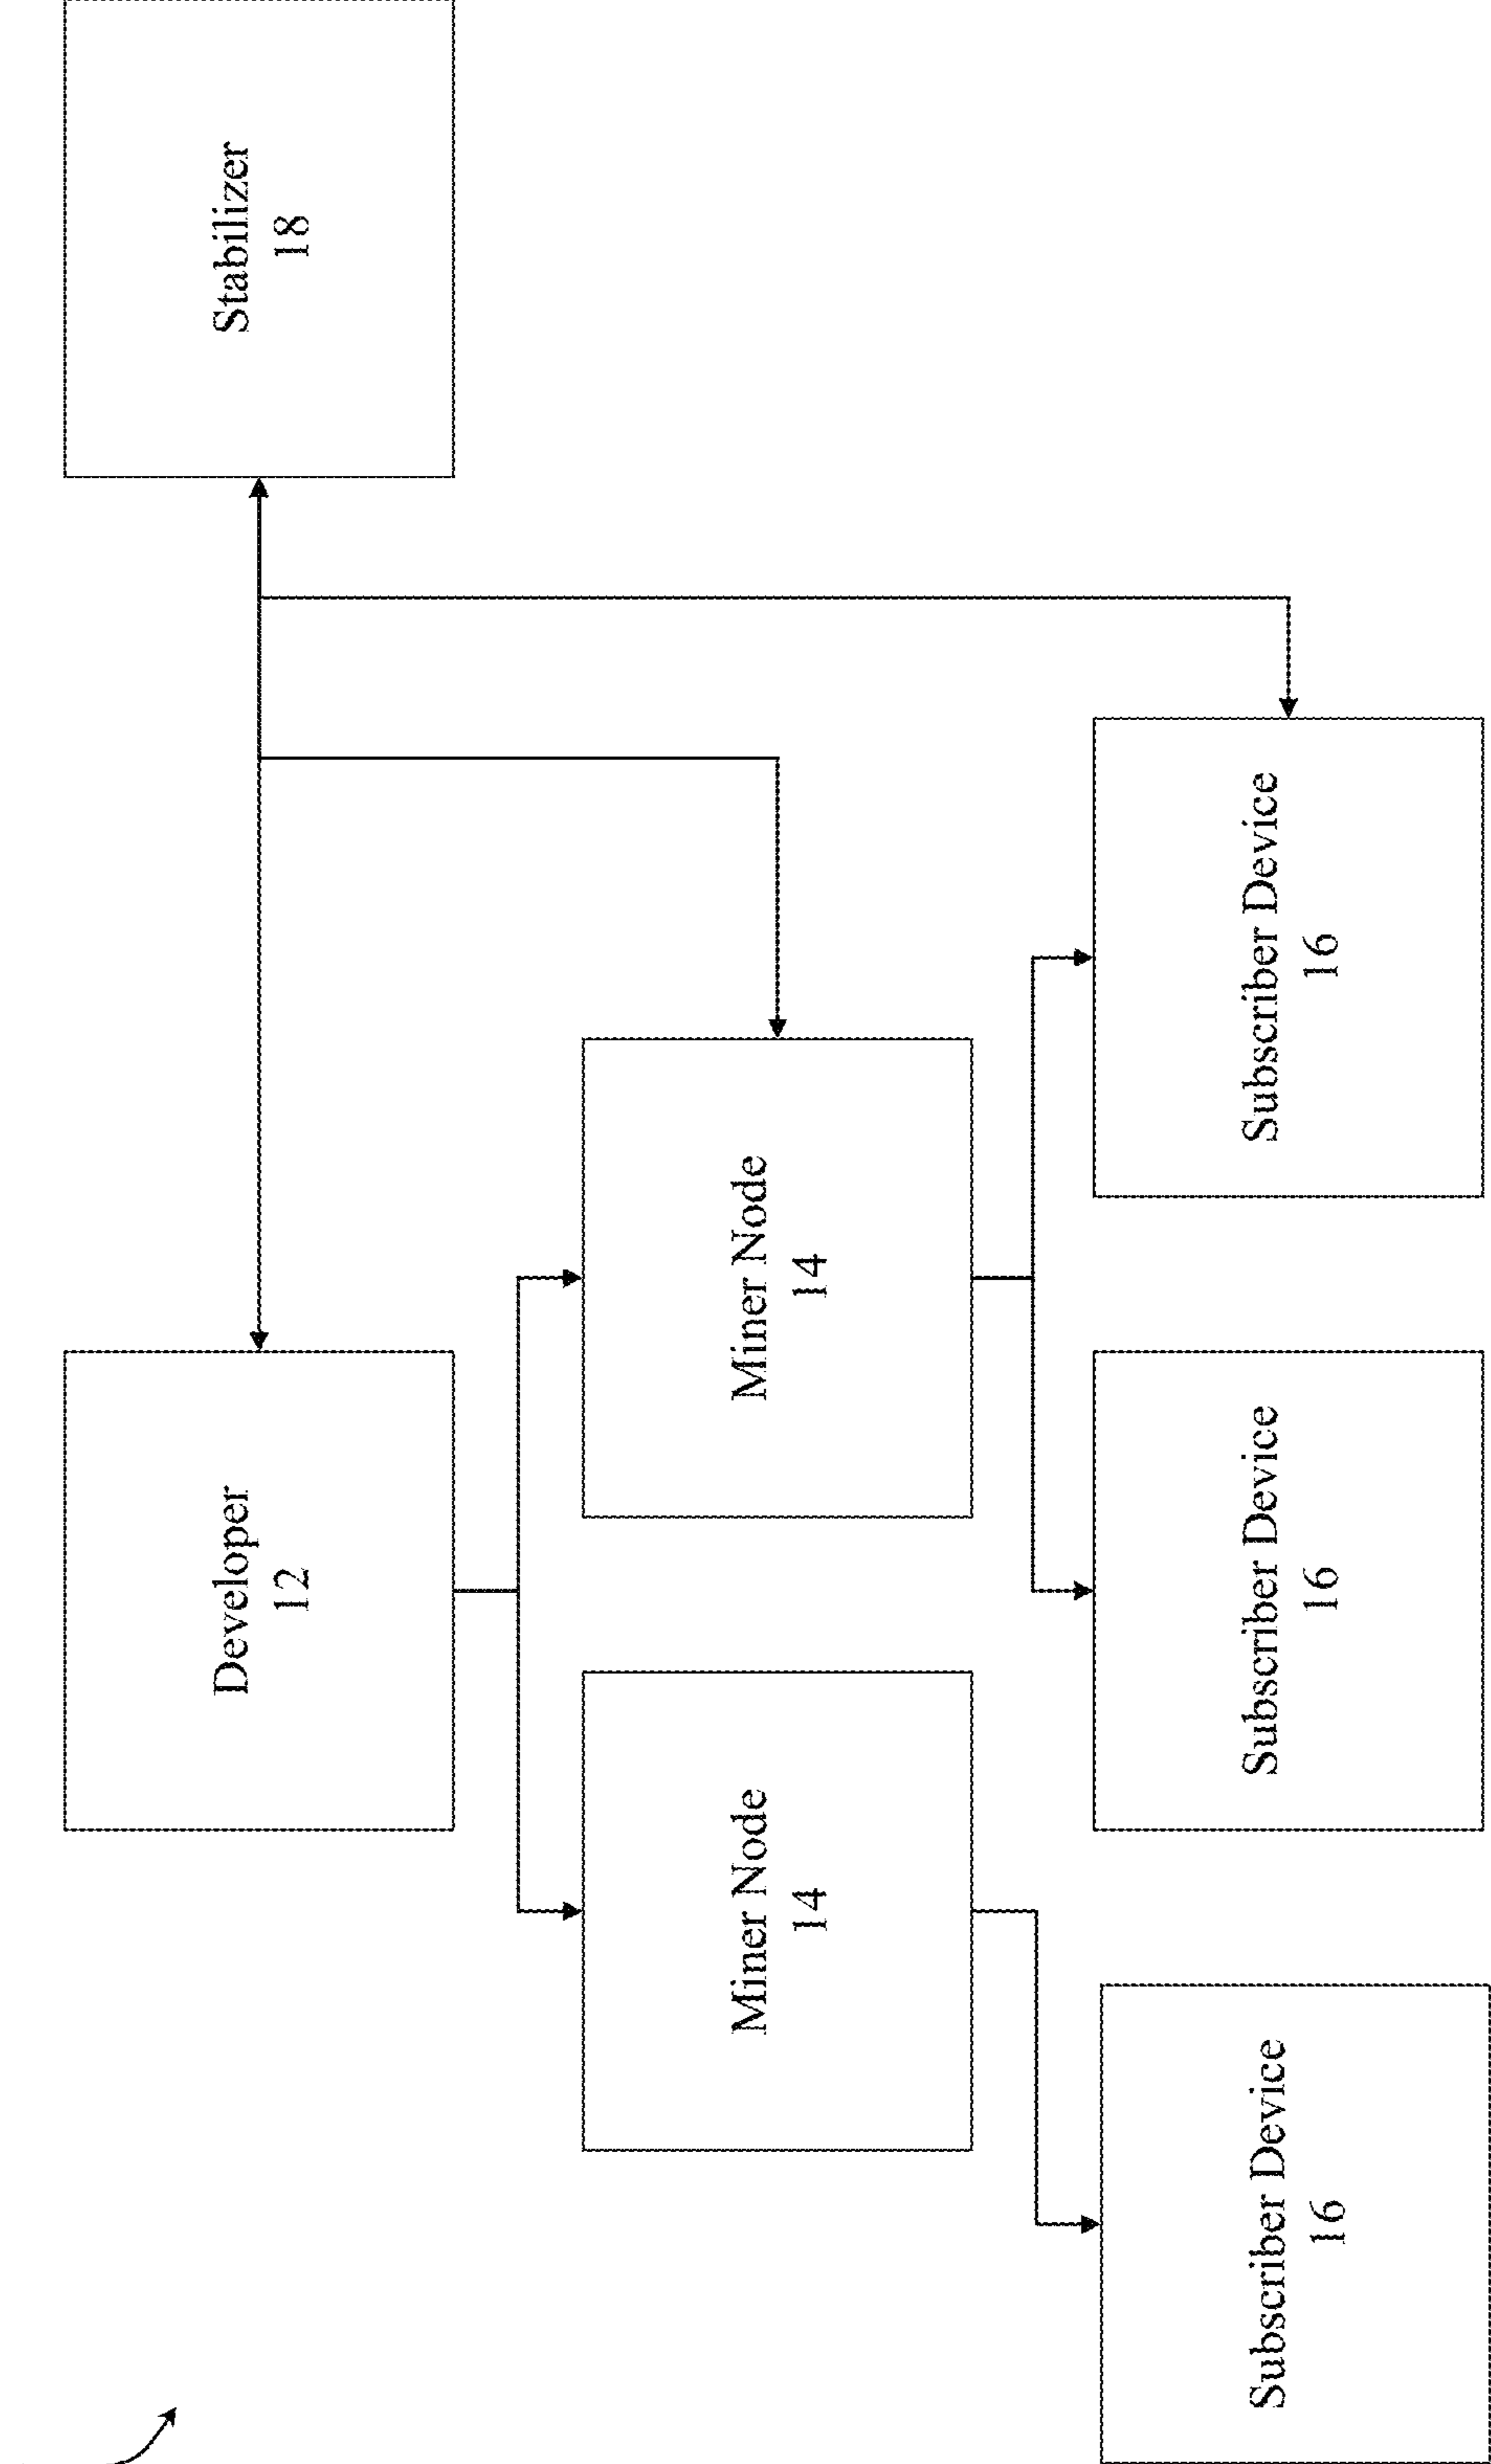 Developer
12
Stabilizer
18
Miner Node
14
Miner Node
14
Subscriber Device
16
Subscriber Device
16
Subscriber Device
16